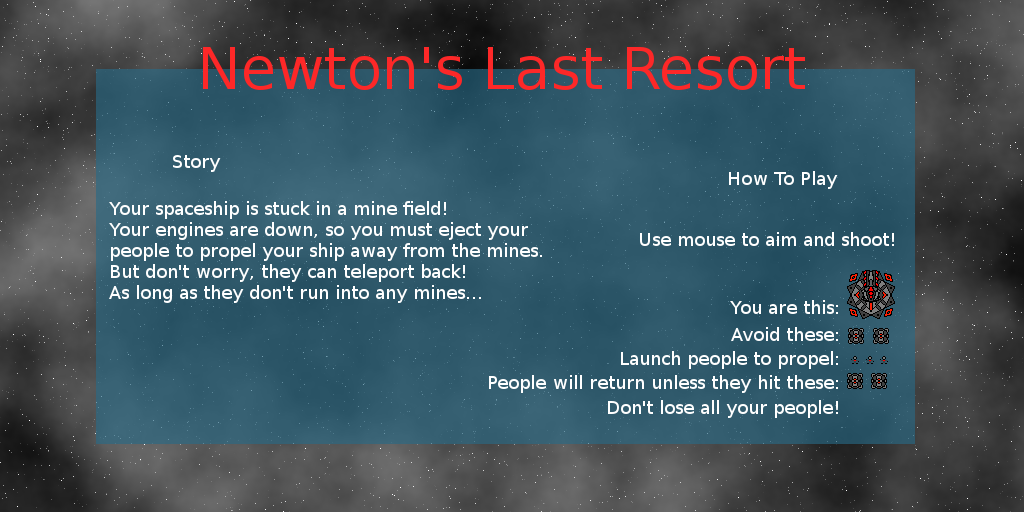 Newton's Last Resort
Story
Your spaceship is stuck in a mine field!
Your engines are down, so you must eject your
people to propel your ship away from the mines.
But don't worry, they can teleport back!
As long as they don't run into any mines...
How To Play
Use mouse to aim and shoot!
You are this:
Avoid these:
Launch people to propel:
People will return unless they hit these:
Don't lose all your people!